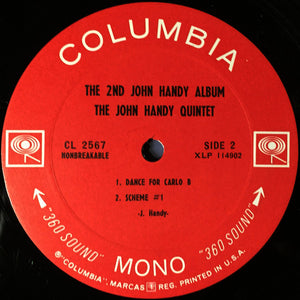 COLUMBIA
THE 2ND JOHN HANDY ALBUM
THE JOHN HANDY QUINTET
CL 2567
NONBREAKABLE
SIDE 2
XLP 114902
1. DANCE FOR CARLO B
2. SCHEME #1
-J. Handy-
"360 SOUND" MONO "360 SOUND"
® "COLUMBIA", MARCAS REG. PRINTED IN U.S.A.